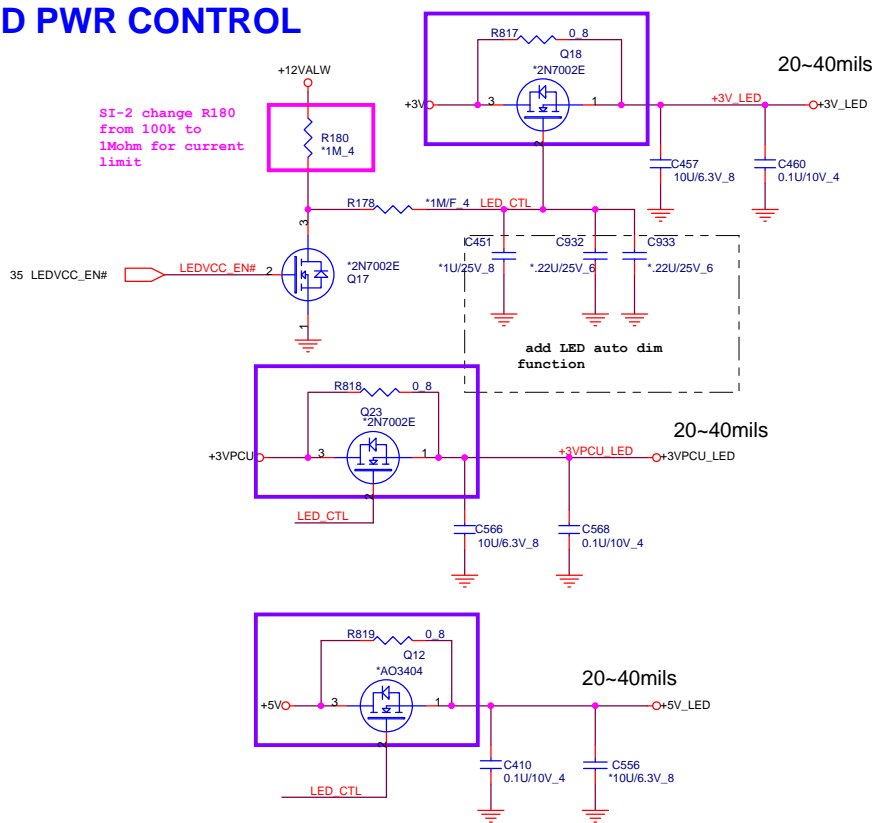 D PWR CONTROL
R817
0_8
Q18
*2N7002E
20~40mils
+12VALW
+3V
3
1
2
+3V_LED
+3V_LED
SI-2 change R180
from 100k to
1Mohm for current
limit
R180
*1M_4
C457
10U/6.3V_8
C460
0.1U/10V_4
R178
*1M/F_4
LED_CTL
3
C451
*1U/25V_8
C932
*.22U/25V_6
C933
*.22U/25V_6
35
LEDVCC_EN#
LEDVCC_EN#
2
*2N7002E
Q17
1
add LED auto dim
function
R818
0_8
Q23
*2N7002E
20~40mils
+3VPCU
3
1
2
+3VPCU_LED
+3VPCU_LED
LED_CTL
C566
10U/6.3V_8
C568
0.1U/10V_4
R819
0_8
Q12
*AO3404
20~40mils
+5V
3
1
2
+5V_LED
LED_CTL
C410
0.1U/10V_4
C556
*10U/6.3V_8